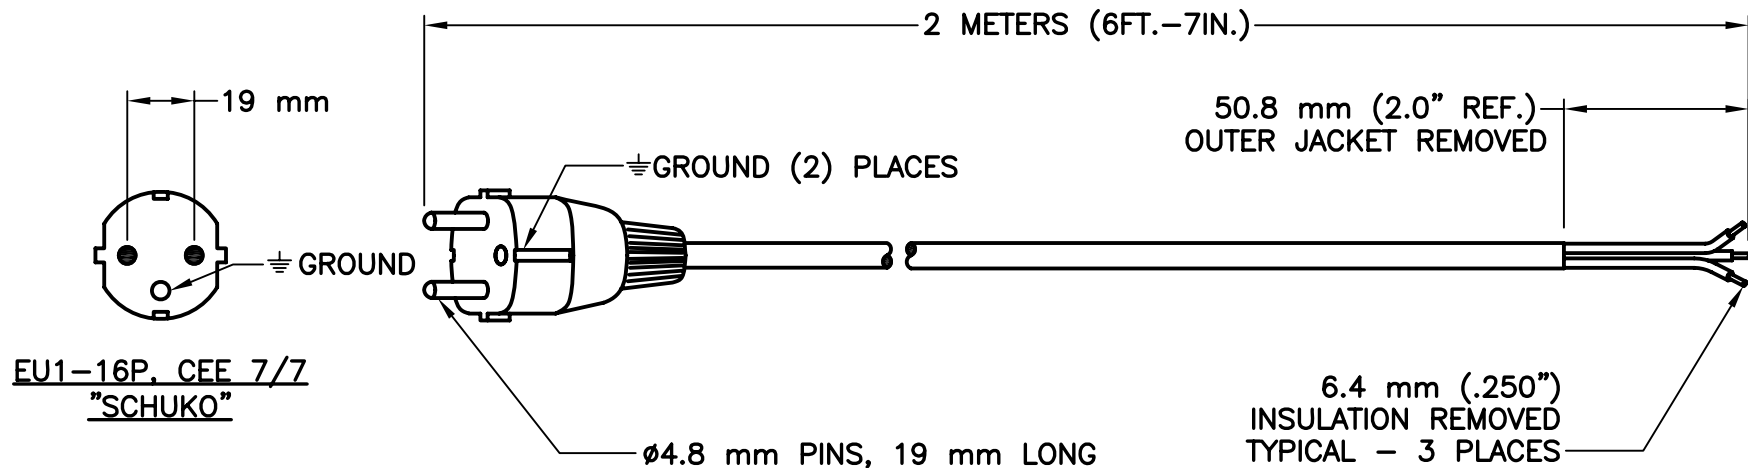 2 METERS (6FT.-7IN.)
19 mm
50.8 mm (2.0" REF.)
OUTER JACKET REMOVED
GROUND (2) PLACES
GROUND
EU1-16P, CEE 7/7
"SCHUKO"
6.4 mm (.250")
INSULATION REMOVED
TYPICAL - 3 PLACES
ø4.8 mm PINS, 19 mm LONG